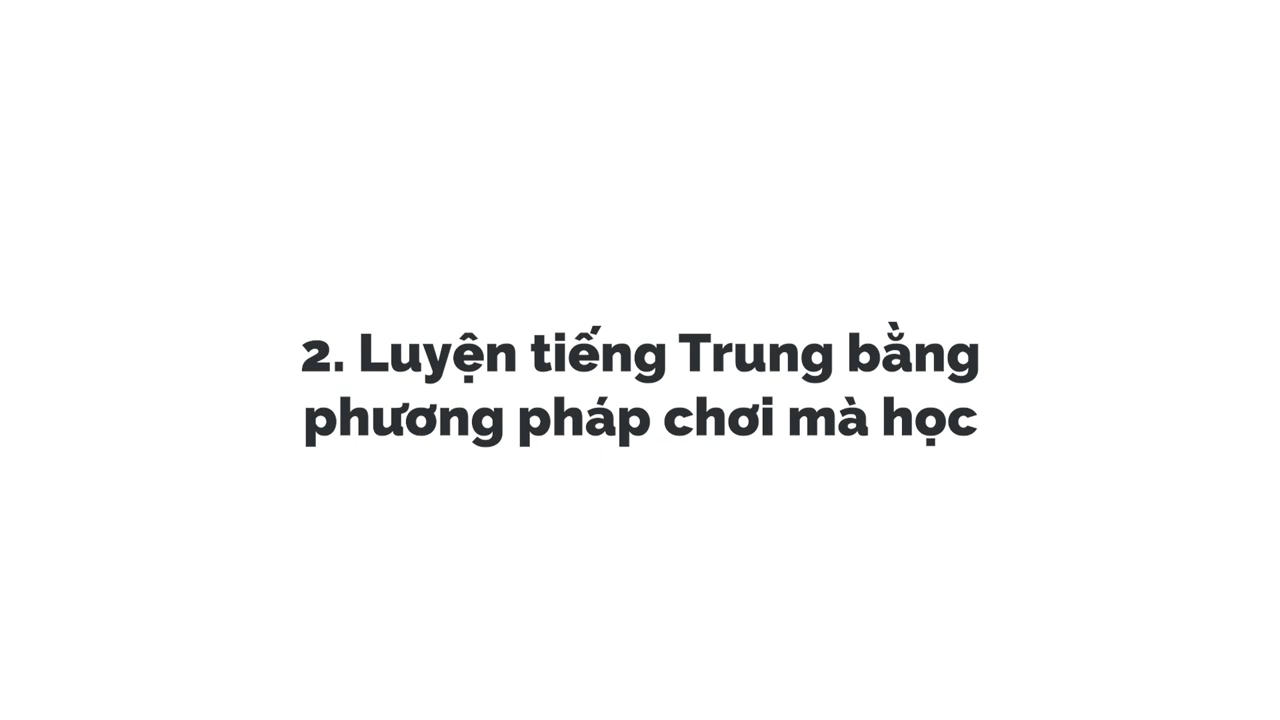 2. Luyện tiếng Trung bằng
phương pháp chơi mà học